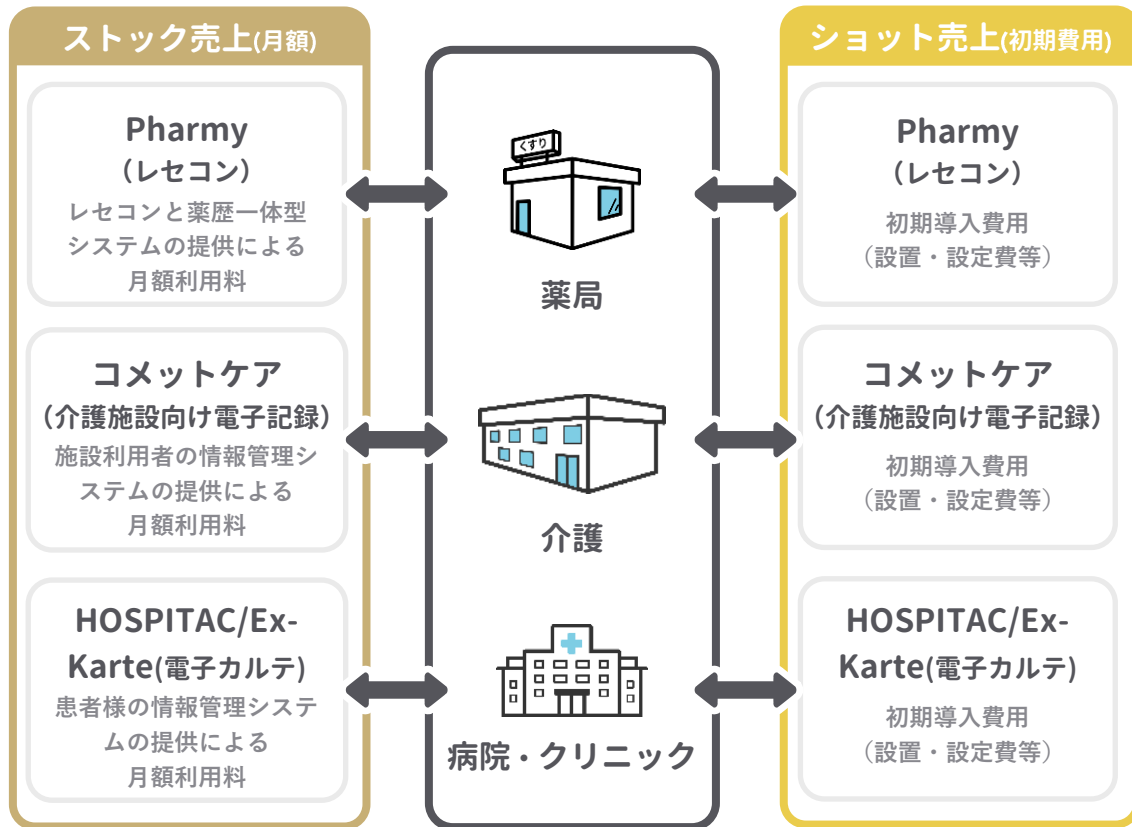 ストック売上(月額)
Pharmy
（レセコン）
レセコンと薬歴一体型
システムの提供による
月額利用料
コメットケア
（介護施設向け電子記録）
施設利用者の情報管理シ
ステムの提供による
月額利用料
HOSPITAC/Ex-
Karte(電子カルテ)
患者様の情報管理システ
ムの提供による
月額利用料
くすり
薬局
介護
病院・クリニック
ショット売上(初期費用)
Pharmy
（レセコン）
初期導入費用
（設置・設定費等）
コメットケア
（介護施設向け電子記録）
初期導入費用
（設置・設定費等）
HOSPITAC/Ex-
Karte(電子カルテ)
初期導入費用
（設置・設定費等）